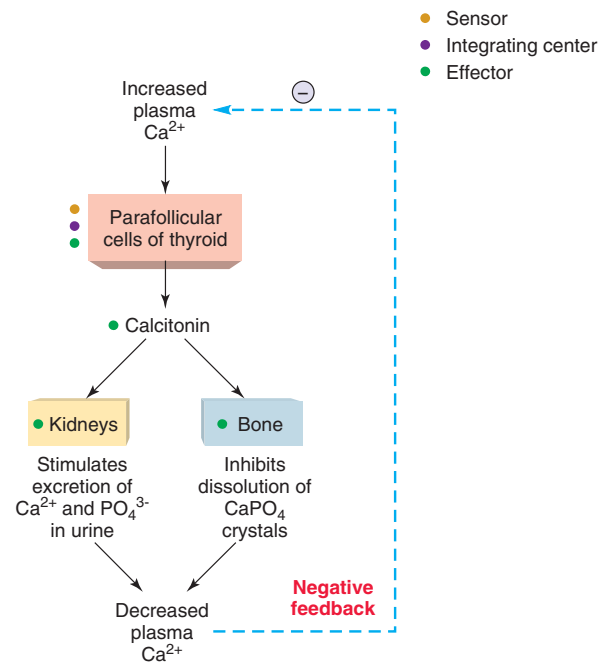 Sensor
Integrating center
Effector
Increased
plasma
Ca²⁺
−
Parafollicular
cells of thyroid
Calcitonin
Kidneys
Bone
Stimulates
excretion of
Ca²⁺ and PO₄³⁻
in urine
Inhibits
dissolution of
CaPO₄
crystals
Negative
feedback
Decreased
plasma
Ca²⁺